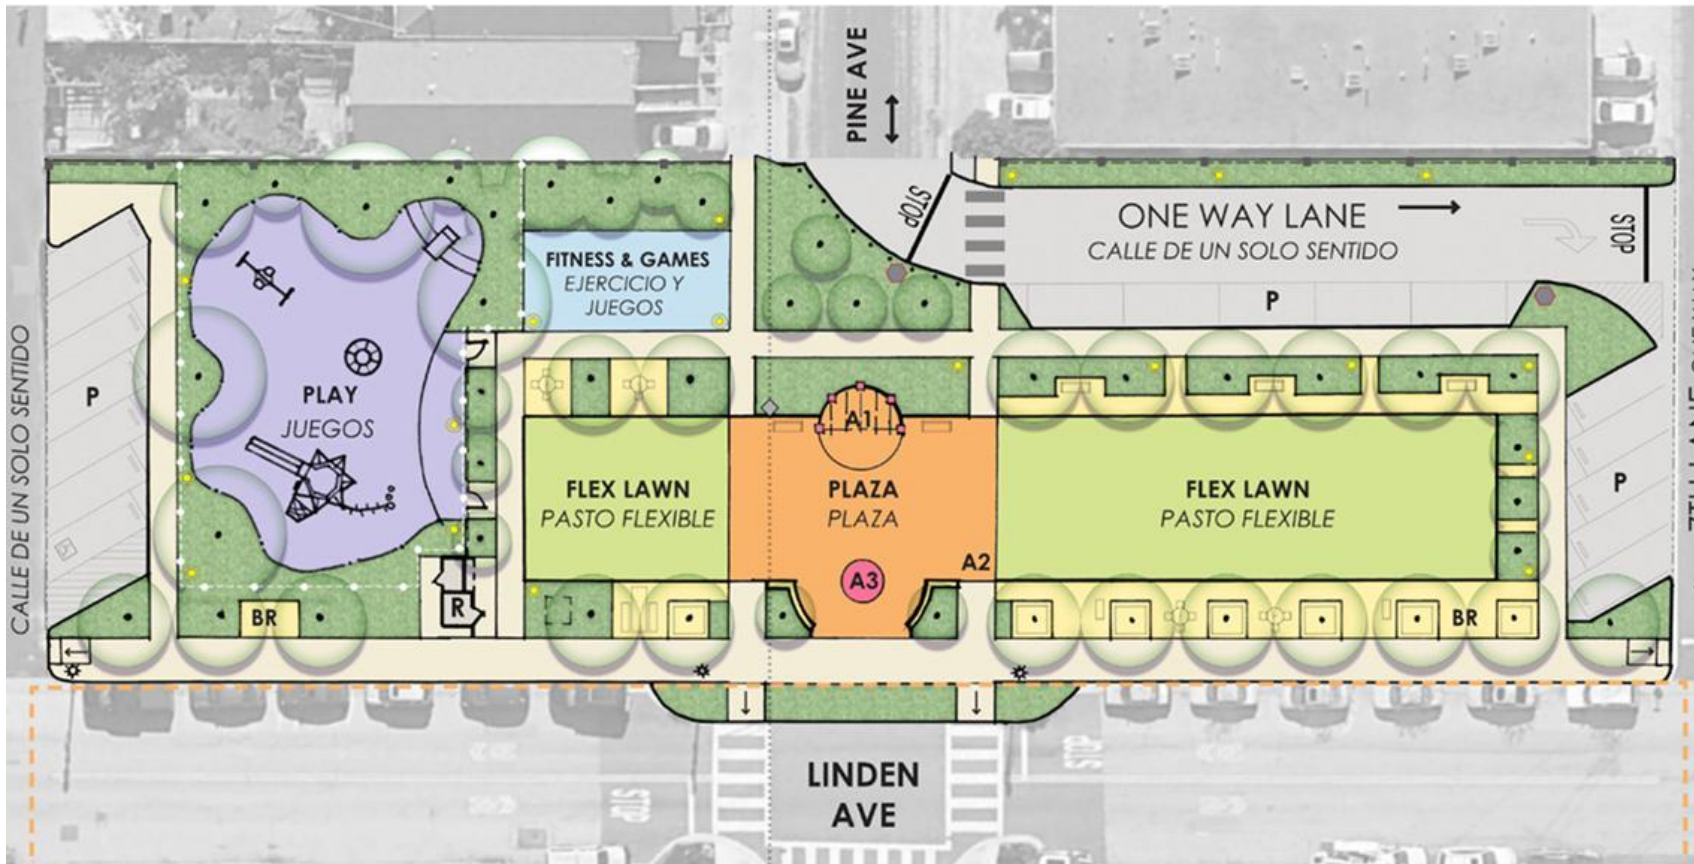 PINE AVE
STOP
ONE WAY LANE
CALLE DE UN SOLO SENTIDO
STOP
FITNESS & GAMES
EJERCICIO Y
JUEGOS
P
CALLE DE UN SOLO SENTIDO
P
PLAY
JUEGOS
A1
FLEX LAWN
PASTO FLEXIBLE
PLAZA
PLAZA
FLEX LAWN
PASTO FLEXIBLE
P
A2
A3
BR
R
BR
STOP
STOP
LINDEN
AVE